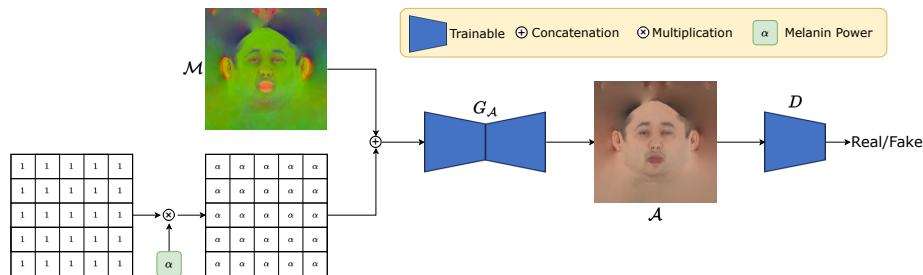 Trainable ⊕ Concatenation ⊗ Multiplication α Melanin Power
ℳ
G_𝒜
D
⊕
Real/Fake
𝒜
1 1 1 1 1
1 1 1 1 1
1 1 1 1 1
1 1 1 1 1
1 1 1 1 1
⊗
α
α α α α α
α α α α α
α α α α α
α α α α α
α α α α α